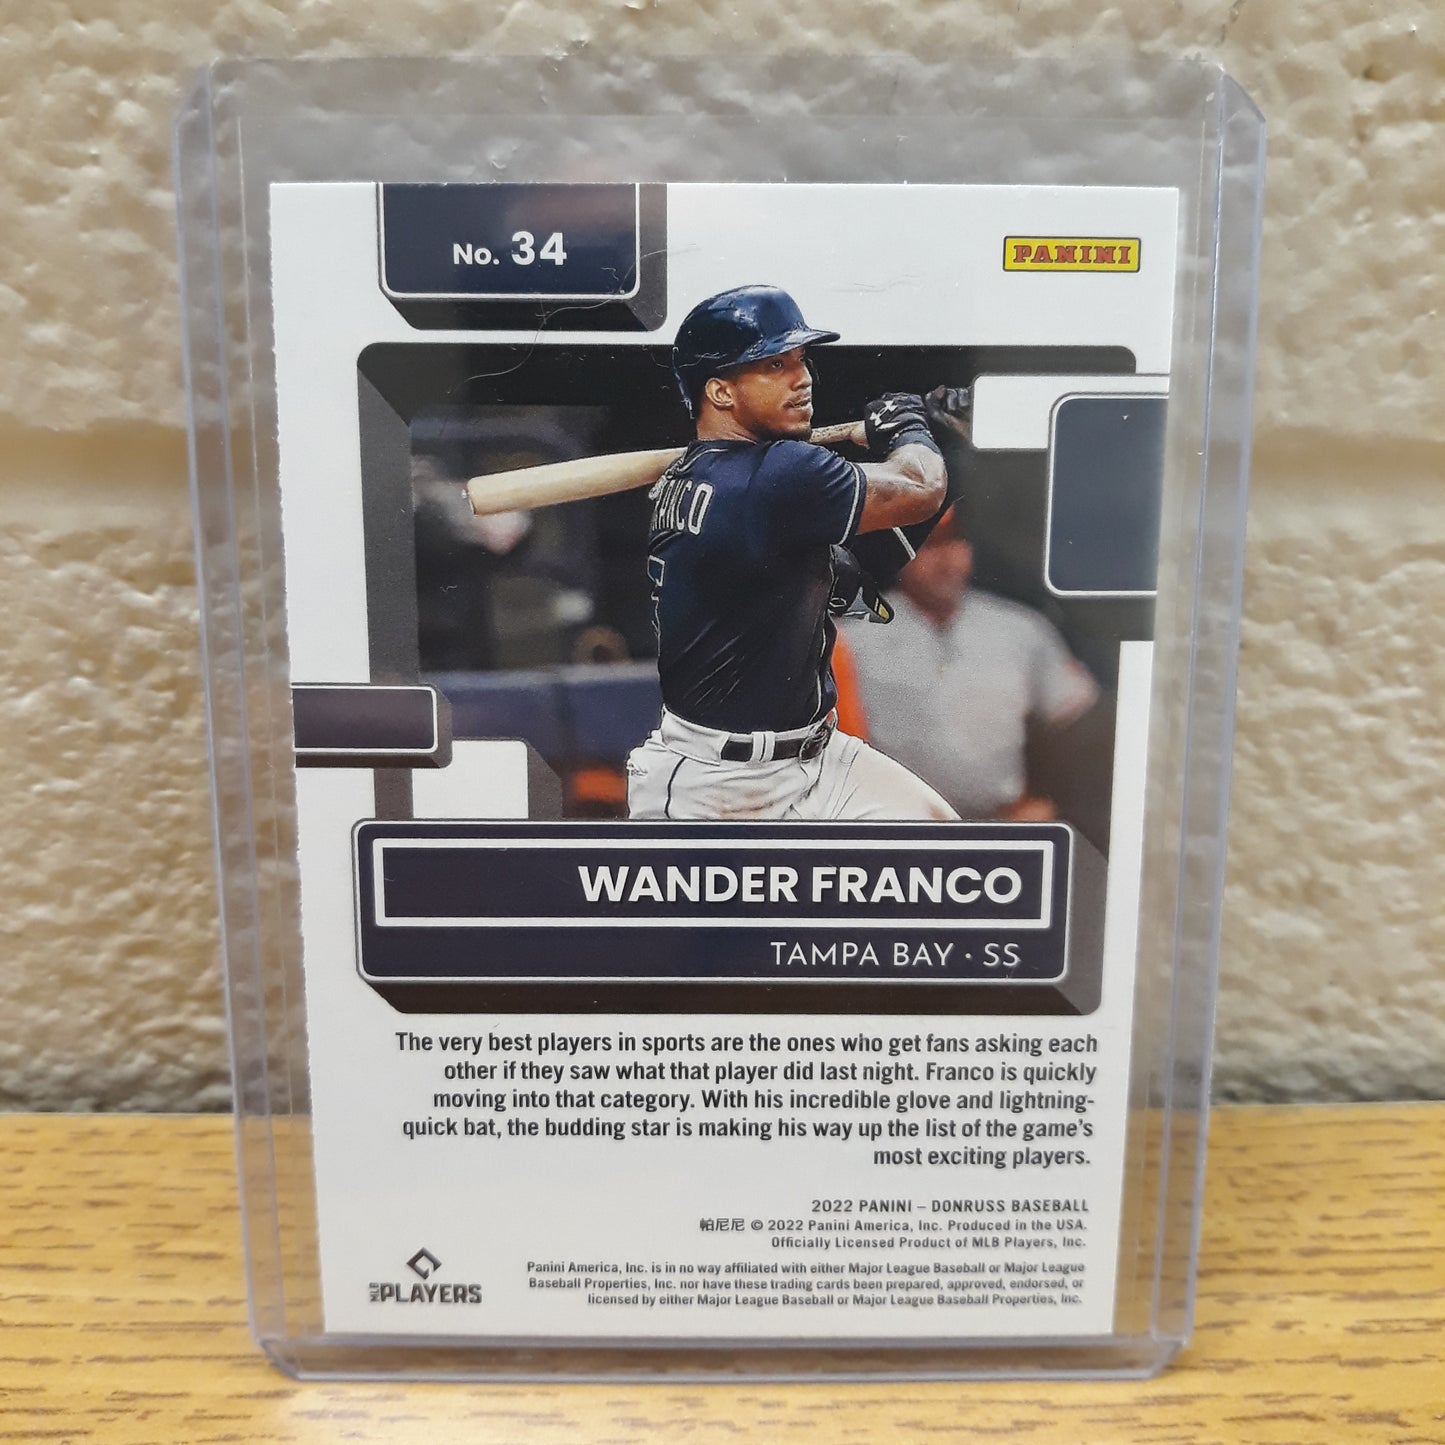 No. 34
PANINI
WANDER FRANCO
TAMPA BAY · SS
The very best players in sports are the ones who get fans asking each
other if they saw what that player did last night. Franco is quickly
moving into that category. With his incredible glove and lightning-
quick bat, the budding star is making his way up the list of the game's
most exciting players.
2022 PANINI – DONRUSS BASEBALL
帕尼尼 © 2022 Panini America, Inc. Produced in the USA.
Officially Licensed Product of MLB Players, Inc.
Panini America, Inc. is in no way affiliated with either Major League Baseball or Major League
Baseball Properties, Inc. nor have these trading cards been prepared, approved, endorsed, or
licensed by either Major League Baseball or Major League Baseball Properties, Inc.
MLB PLAYERS